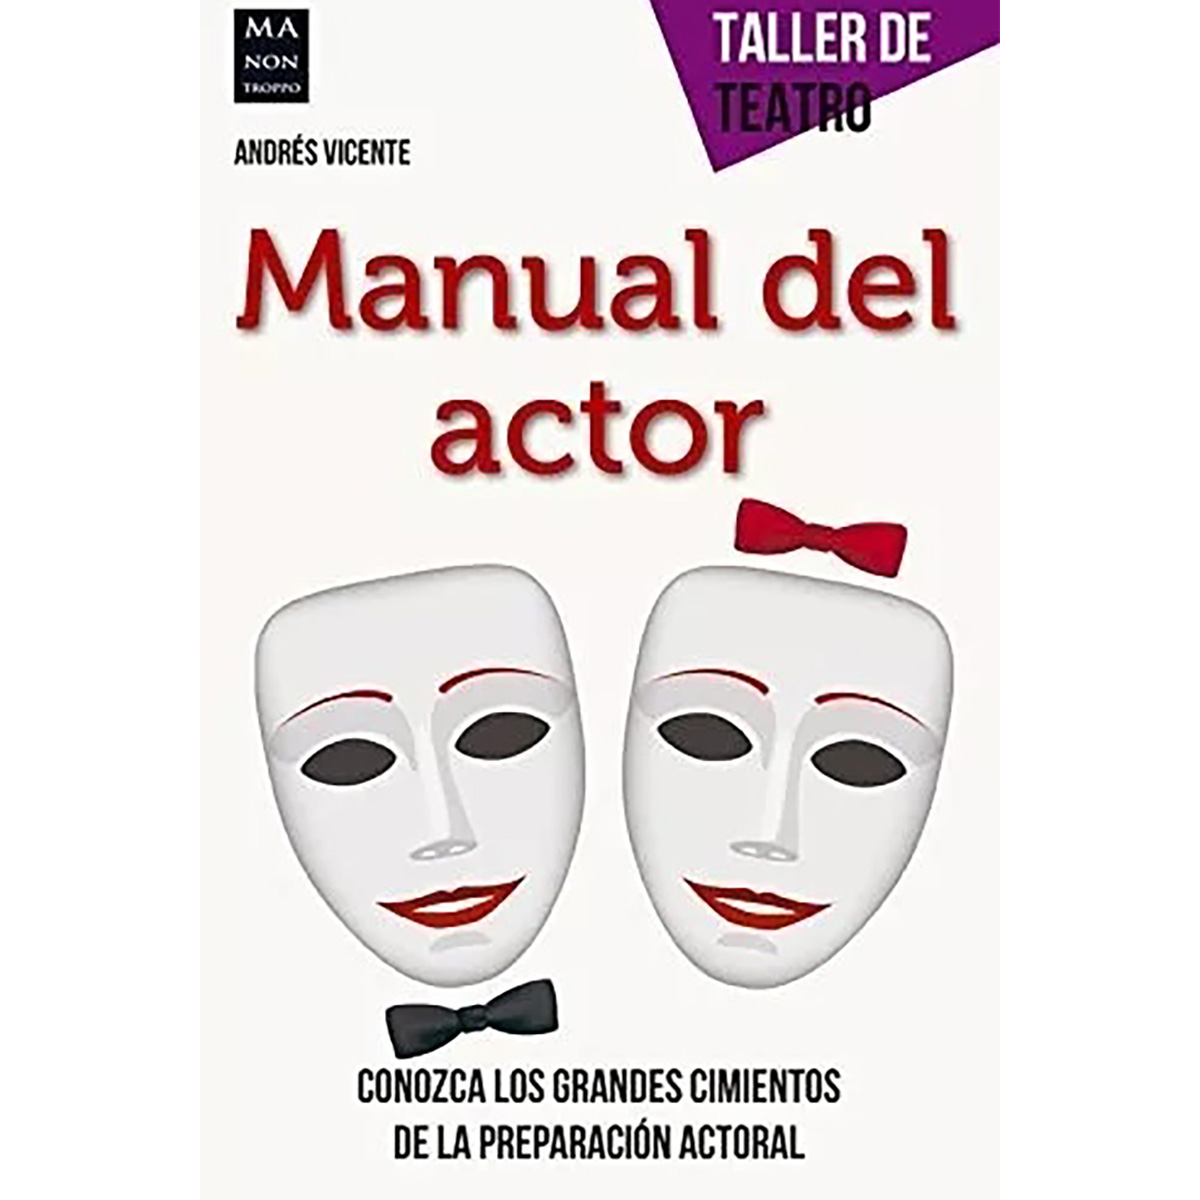 MA
NON
TROPPO
TALLER DE
TEATRO
ANDRÉS VICENTE
Manual del
actor
CONOZCA LOS GRANDES CIMIENTOS
DE LA PREPARACIÓN ACTORAL